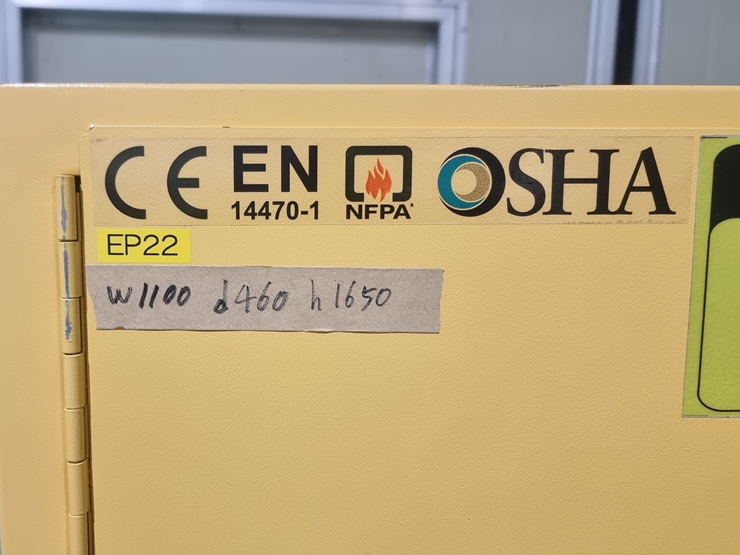 CE EN 14470-1 NFPA OSHA
EP22
w1100 d460 h1650